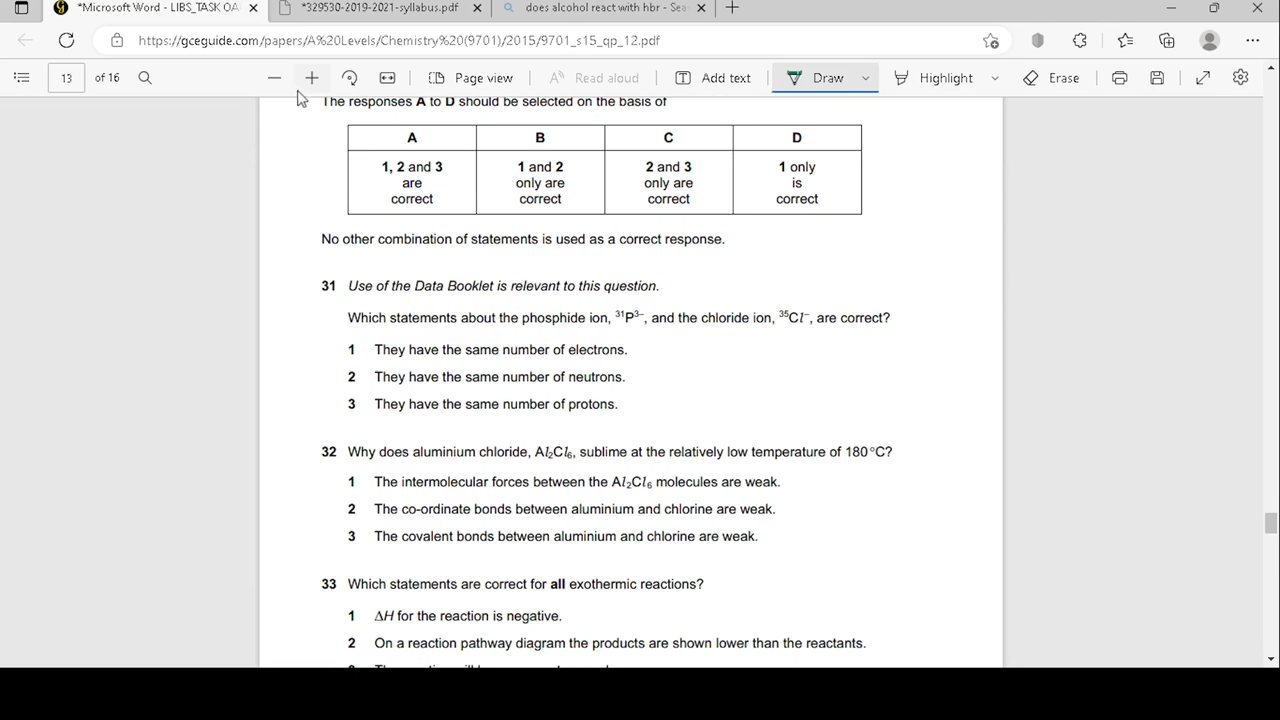 *Microsoft Word - LIBS_TASK OA
*329530-2019-2021-syllabus.pdf
does alcohol react with hbr - Sea
https://gceguide.com/papers/A%20Levels/Chemistry%20(9701)/2015/9701_s15_qp_12.pdf
13 of 16
Page view
Read aloud
Add text
Draw
Highlight
Erase
The responses A to D should be selected on the basis of
A B C D
1, 2 and 3 1 and 2 2 and 3 1 only
are only are only are is
correct correct correct correct
No other combination of statements is used as a correct response.
31 Use of the Data Booklet is relevant to this question.
Which statements about the phosphide ion, ³¹P³⁻, and the chloride ion, ³⁵Cl⁻, are correct?
1 They have the same number of electrons.
2 They have the same number of neutrons.
3 They have the same number of protons.
32 Why does aluminium chloride, Al₂Cl₆, sublime at the relatively low temperature of 180 °C?
1 The intermolecular forces between the Al₂Cl₆ molecules are weak.
2 The co-ordinate bonds between aluminium and chlorine are weak.
3 The covalent bonds between aluminium and chlorine are weak.
33 Which statements are correct for all exothermic reactions?
1 ΔH for the reaction is negative.
2 On a reaction pathway diagram the products are shown lower than the reactants.